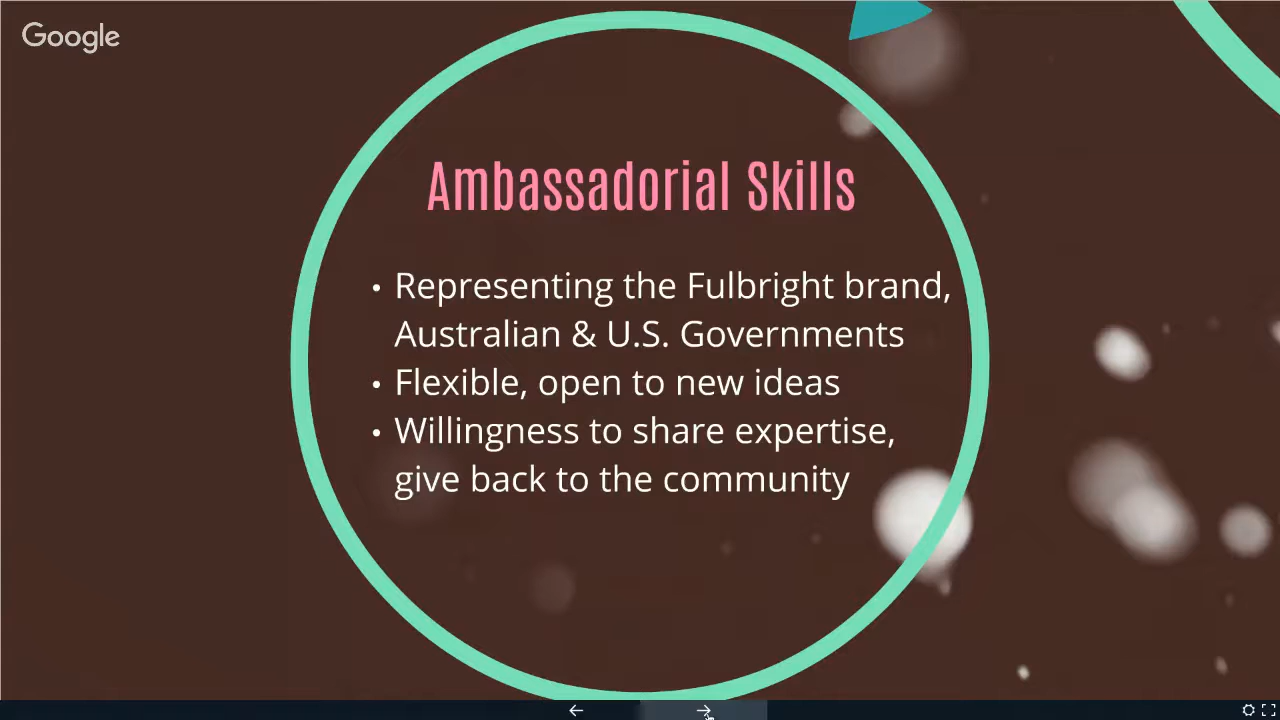 Google
Ambassadorial Skills
• Representing the Fulbright brand,
Australian & U.S. Governments
• Flexible, open to new ideas
• Willingness to share expertise,
give back to the community